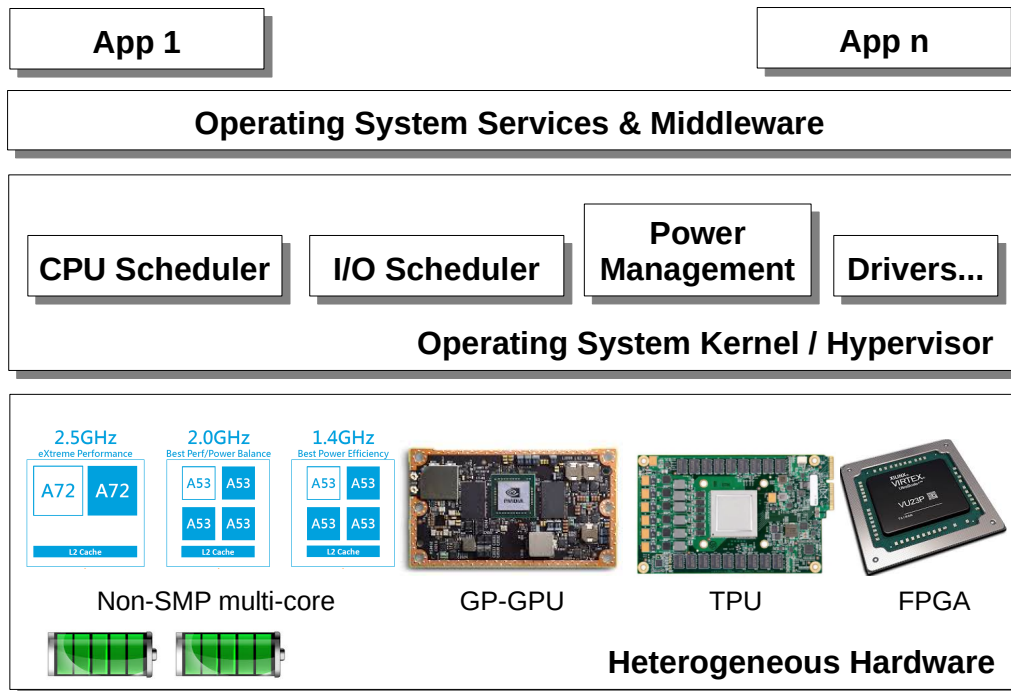 App 1
App n
Operating System Services & Middleware
CPU Scheduler
I/O Scheduler
Power
Management
Drivers...
Operating System Kernel / Hypervisor
2.5GHz
eXtreme Performance
A72 A72
L2 Cache
2.0GHz
Best Perf/Power Balance
A53 A53
A53 A53
L2 Cache
1.4GHz
Best Power Efficiency
A53 A53
A53 A53
L2 Cache
NVIDIA
XILINX
VIRTEX
VU23P
Non-SMP multi-core
GP-GPU
TPU
FPGA
Heterogeneous Hardware